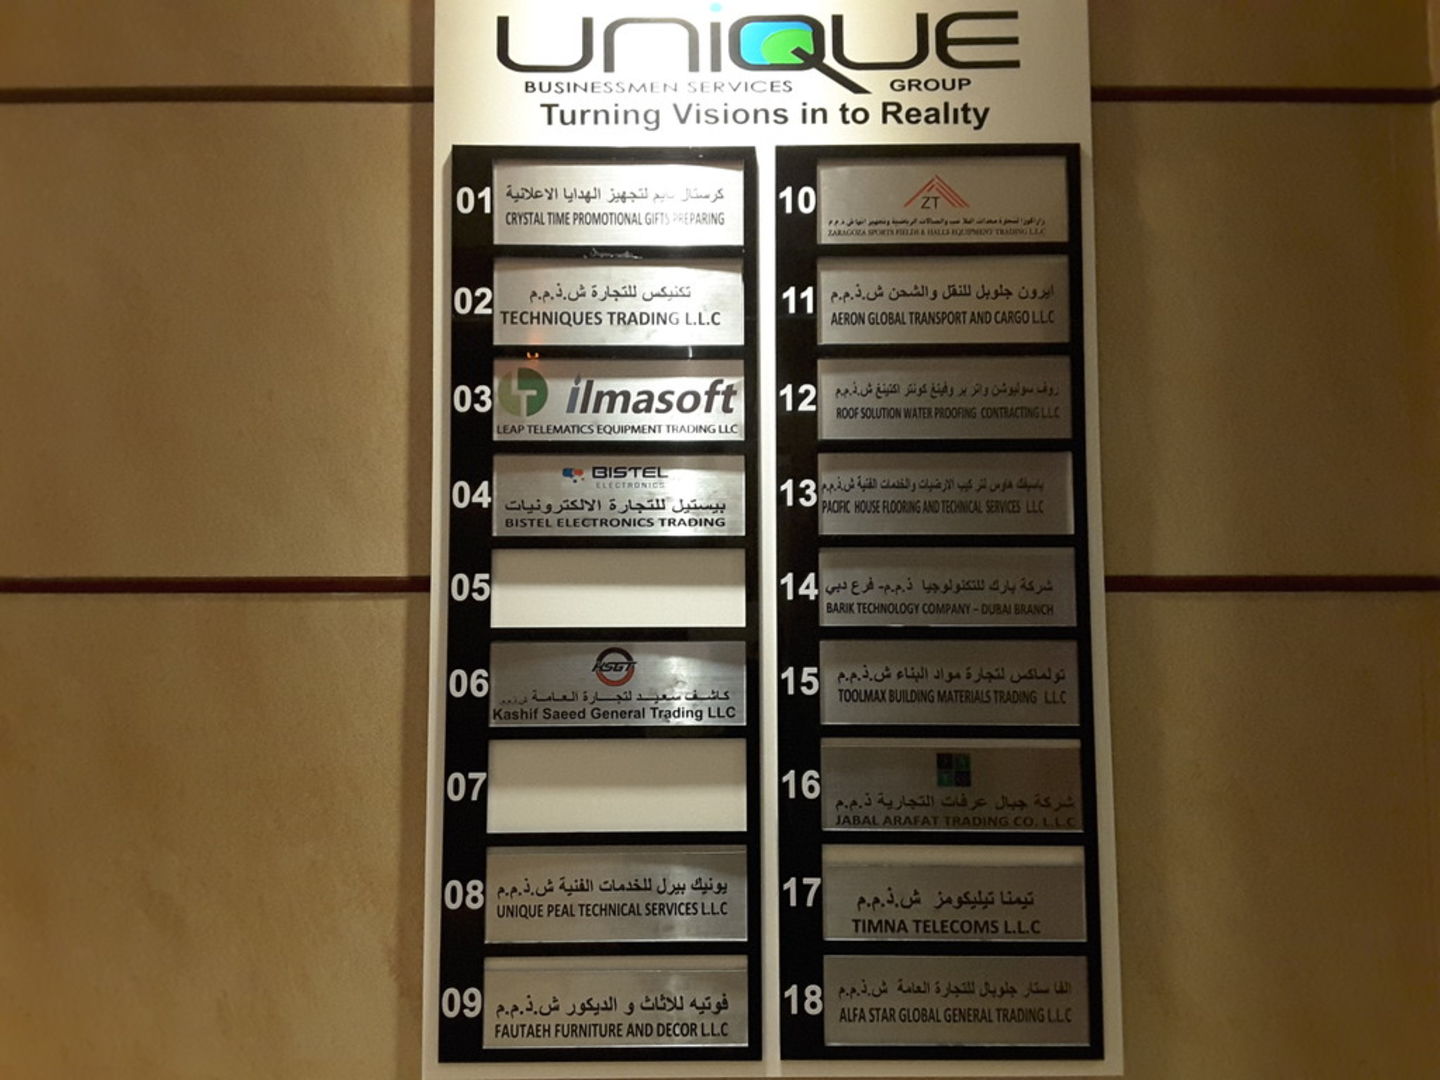 UNIQUE
BUSINESSMEN SERVICES GROUP
Turning Visions in to Reality
01
كرستال تايم لتجهيز الهدايا الاعلانية
CRYSTAL TIME PROMOTIONAL GIFTS PREPARING
02
تكنيكس للتجارة ش.ذ.م.م
TECHNIQUES TRADING L.L.C
03
LT ilmasoft
LEAP TELEMATICS EQUIPMENT TRADING LLC
04
BISTEL
ELECTRONICS
بيستيل للتجارة الالكترونيات
BISTEL ELECTRONICS TRADING
05
06
KSGT
كاشف سعيد لتجارة العامة
Kashif Saeed General Trading LLC
07
08
يونيك بيرل للخدمات الفنية ش.ذ.م.م
UNIQUE PEAL TECHNICAL SERVICES L.L.C
09
فوتيه للاثاث و الديكور ش.ذ.م.م
FAUTAEH FURNITURE AND DECOR L.L.C
10
ZT
ZARAGOZA SPORTS FIELDS & HALLS EQUIPMENT TRADING L.L.C
11
ايرون جلوبل للنقل والشحن ش.ذ.م.م
AERON GLOBAL TRANSPORT AND CARGO L.L.C
12
روف سوليوشن واتر بروفينغ كونتراكتينغ ش.ذ.م.م
ROOF SOLUTION WATER PROOFING CONTRACTING L.L.C
13
باسيفك هاوس لتركيب الارضيات والخدمات الفنية ش.ذ.م.م
PACIFIC HOUSE FLOORING AND TECHNICAL SERVICES L.L.C
14
شركة بارك للتكنولوجيا ذ.م.م- فرع دبي
BARIK TECHNOLOGY COMPANY – DUBAI BRANCH
15
تولماكس لتجارة مواد البناء ش.ذ.م.م
TOOLMAX BUILDING MATERIALS TRADING L.L.C
16
شركة جبال عرفات التجارية ذ.م.م
JABAL ARAFAT TRADING CO. L.L.C
17
تيمنا تيليكومز ش.ذ.م.م
TIMNA TELECOMS L.L.C
18
الفا ستار جلوبال للتجارة العامة ش.ذ.م.م
ALFA STAR GLOBAL GENERAL TRADING L.L.C